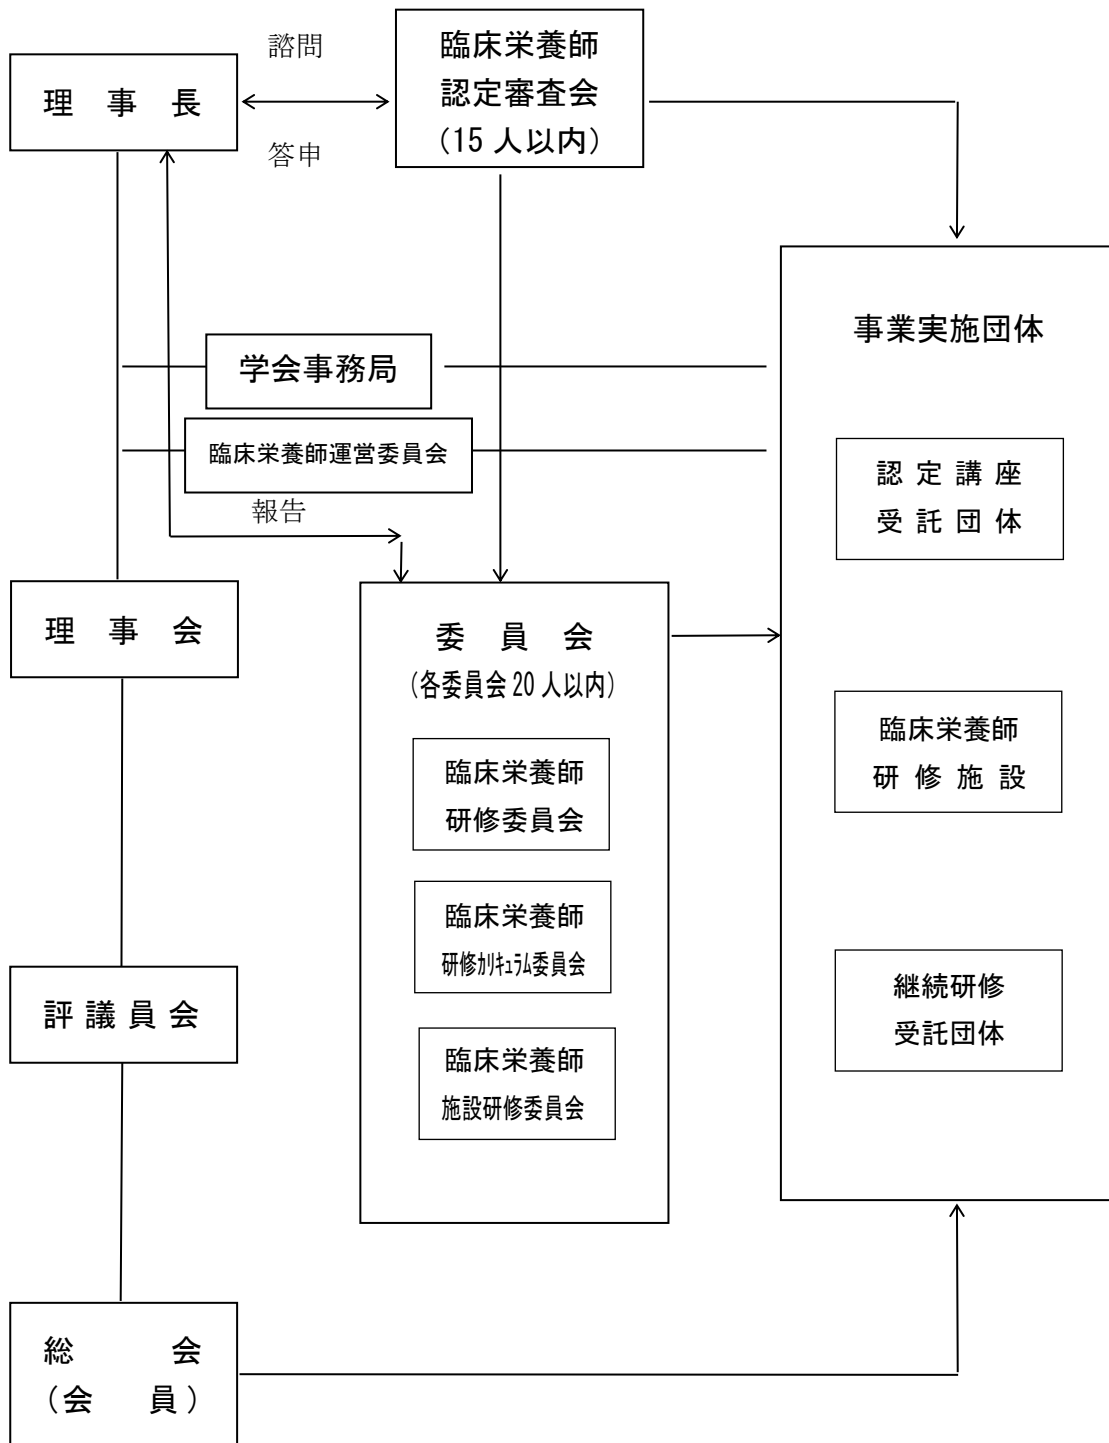 諮問
理事長
答申
臨床栄養師
認定審査会
(15人以内)
学会事務局
臨床栄養師運営委員会
報告
理事会
委員会
(各委員会20人以内)
臨床栄養師
研修委員会
臨床栄養師
研修ｶﾘｷｭﾗﾑ委員会
臨床栄養師
施設研修委員会
事業実施団体
認定講座
受託団体
臨床栄養師
研修施設
継続研修
受託団体
評議員会
総会
(会員)